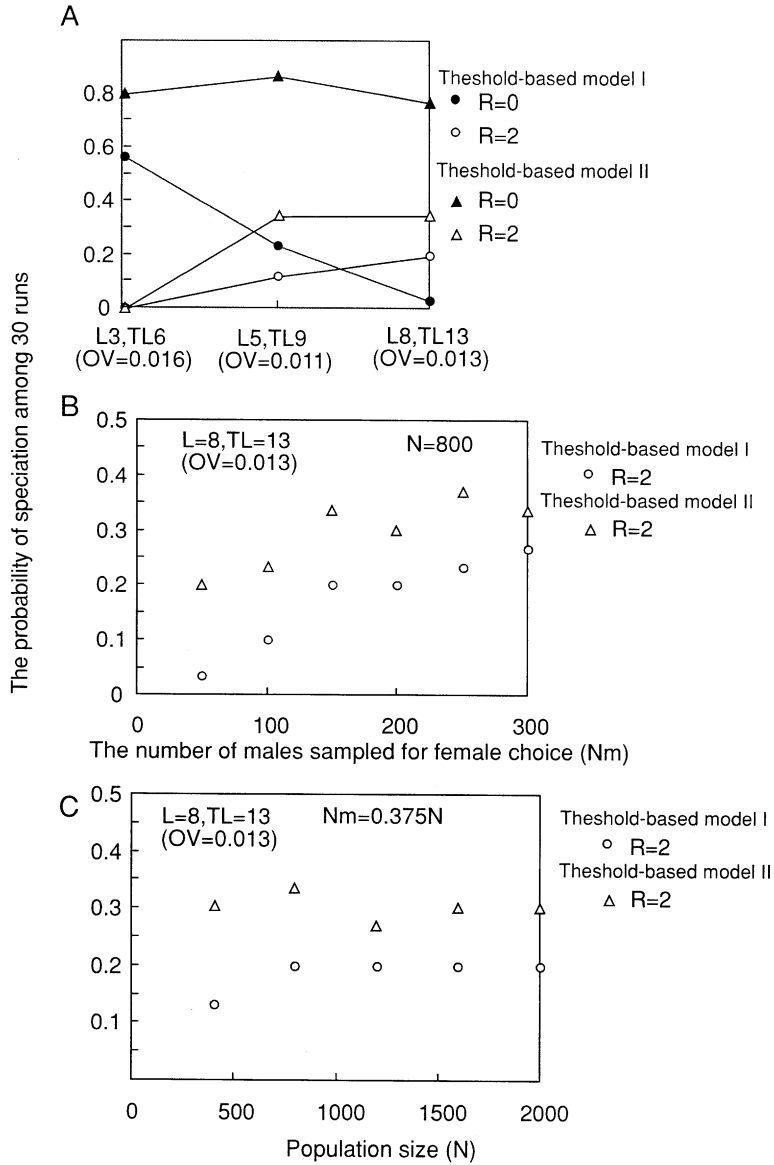 The probability of speciation among 30 runs
A
0.8
0.6
0.4
0.2
0
L3,TL6
(OV=0.016)
L5,TL9
(OV=0.011)
L8,TL13
(OV=0.013)
Theshold-based model I
R=0
R=2
Theshold-based model II
R=0
R=2
B
0.5
0.4
0.3
0.2
0.1
0
L=8,TL=13
(OV=0.013)
N=800
0 100 200 300
The number of males sampled for female choice (Nm)
Theshold-based model I
R=2
Theshold-based model II
R=2
C
0.5
0.4
0.3
0.2
0.1
L=8,TL=13
(OV=0.013)
Nm=0.375N
0 500 1000 1500 2000
Population size (N)
Theshold-based model I
R=2
Theshold-based model II
R=2